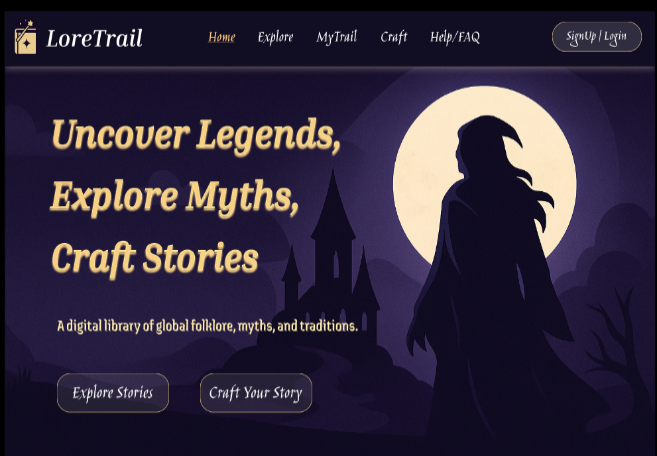 LoreTrail
Home Explore MyTrail Craft Help/FAQ
SignUp | Login
Uncover Legends,
Explore Myths,
Craft Stories
A digital library of global folklore, myths, and traditions.
Explore Stories
Craft Your Story